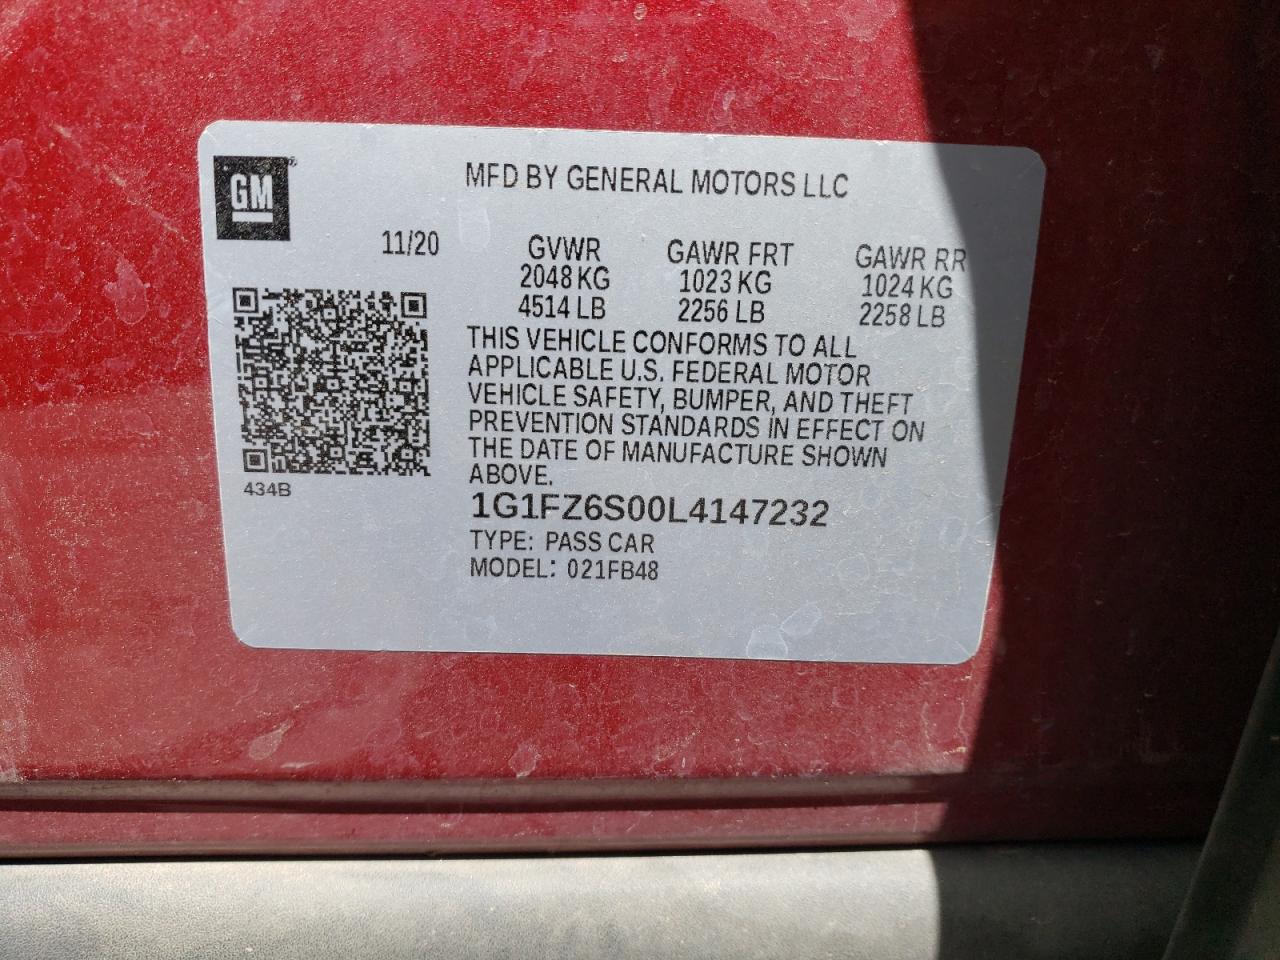 GM
MFD BY GENERAL MOTORS LLC
11/20
GVWR GAWR FRT GAWR RR
2048 KG 1023 KG 1024 KG
4514 LB 2256 LB 2258 LB
THIS VEHICLE CONFORMS TO ALL
APPLICABLE U.S. FEDERAL MOTOR
VEHICLE SAFETY, BUMPER, AND THEFT
PREVENTION STANDARDS IN EFFECT ON
THE DATE OF MANUFACTURE SHOWN
ABOVE.
434B
1G1FZ6S00L4147232
TYPE: PASS CAR
MODEL: 021FB48